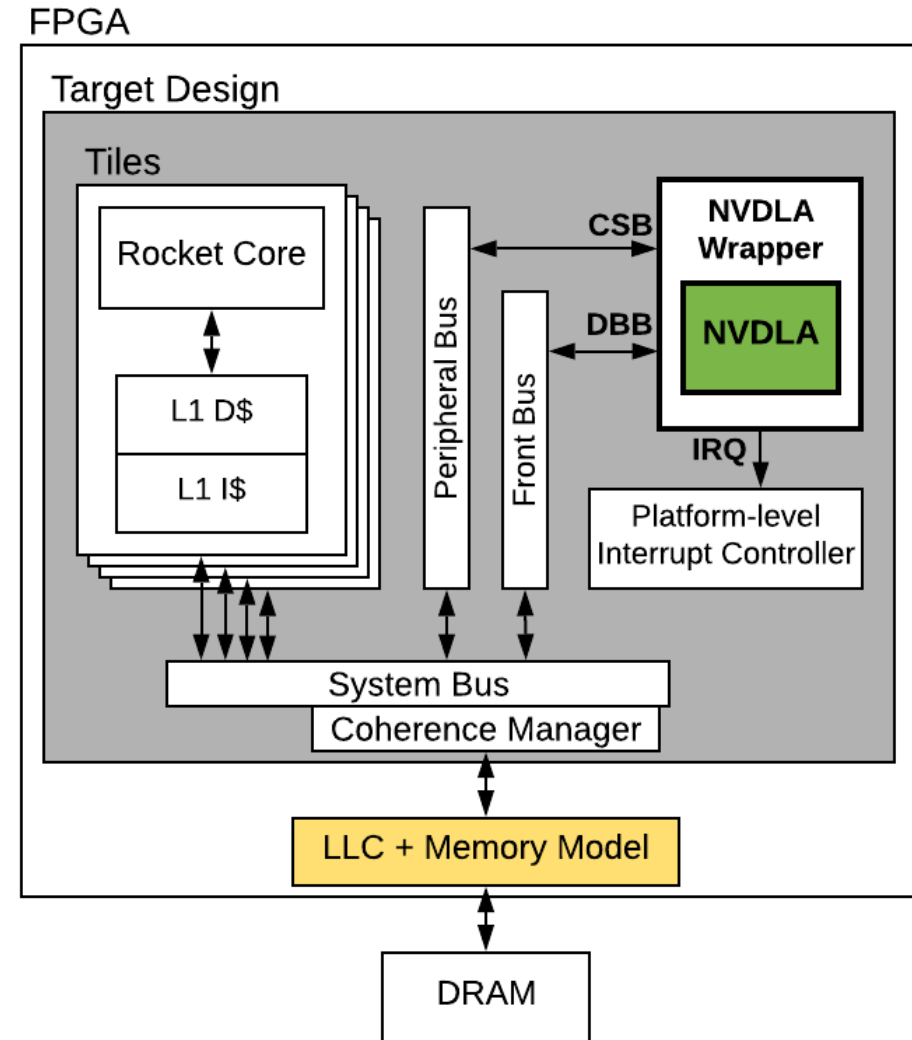 FPGA
Target Design
Tiles
Rocket Core
L1 D$
L1 I$
Peripheral Bus
Front Bus
CSB
DBB
NVDLA
Wrapper
NVDLA
IRQ
Platform-level
Interrupt Controller
System Bus
Coherence Manager
LLC + Memory Model
DRAM